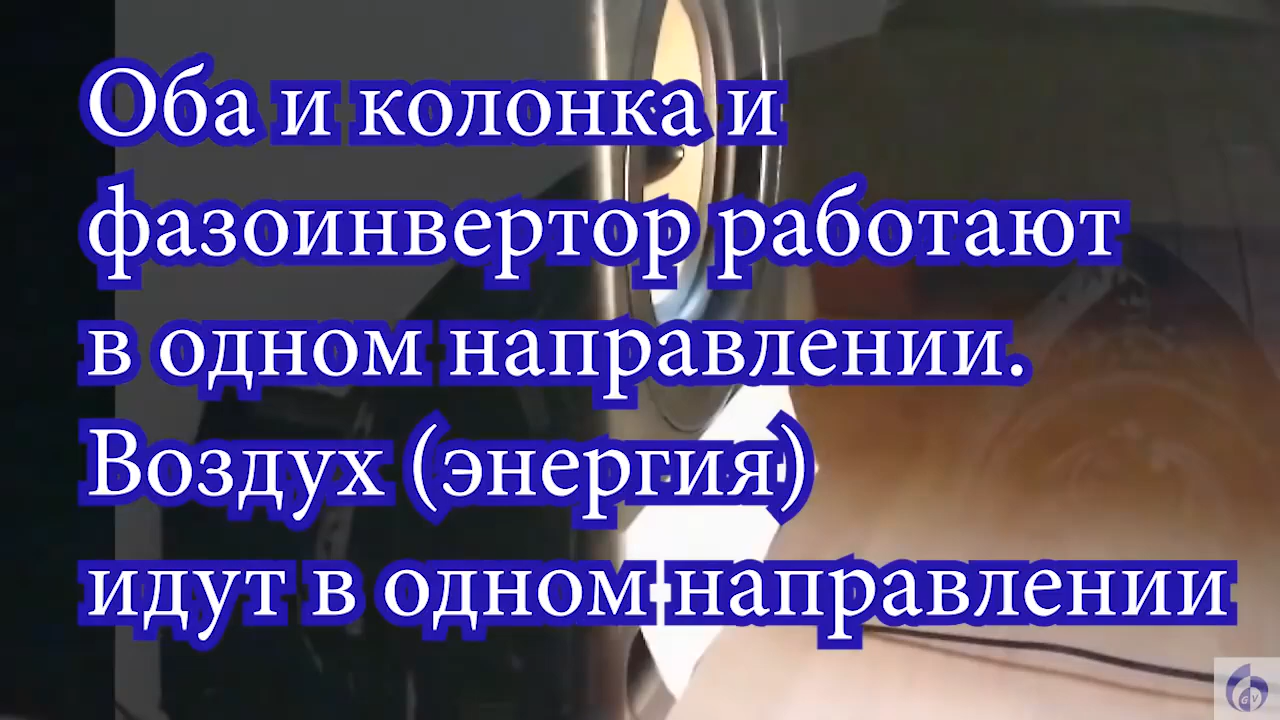 Оба и колонка и
фазоинвертор работают
в одном направлении.
Воздух (энергия)
идут в одном направлении
G V